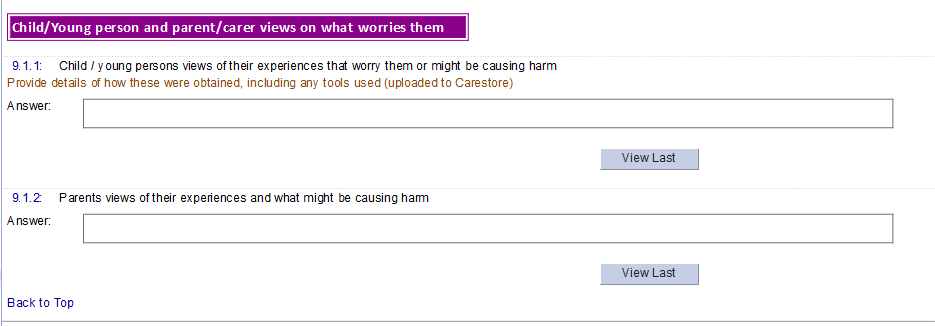 Child/Young person and parent/carer views on what worries them
9.1.1: Child / young persons views of their experiences that worry them or might be causing harm
Provide details of how these were obtained, including any tools used (uploaded to Carestore)
Answer:
View Last
9.1.2: Parents views of their experiences and what might be causing harm
Answer:
View Last
Back to Top